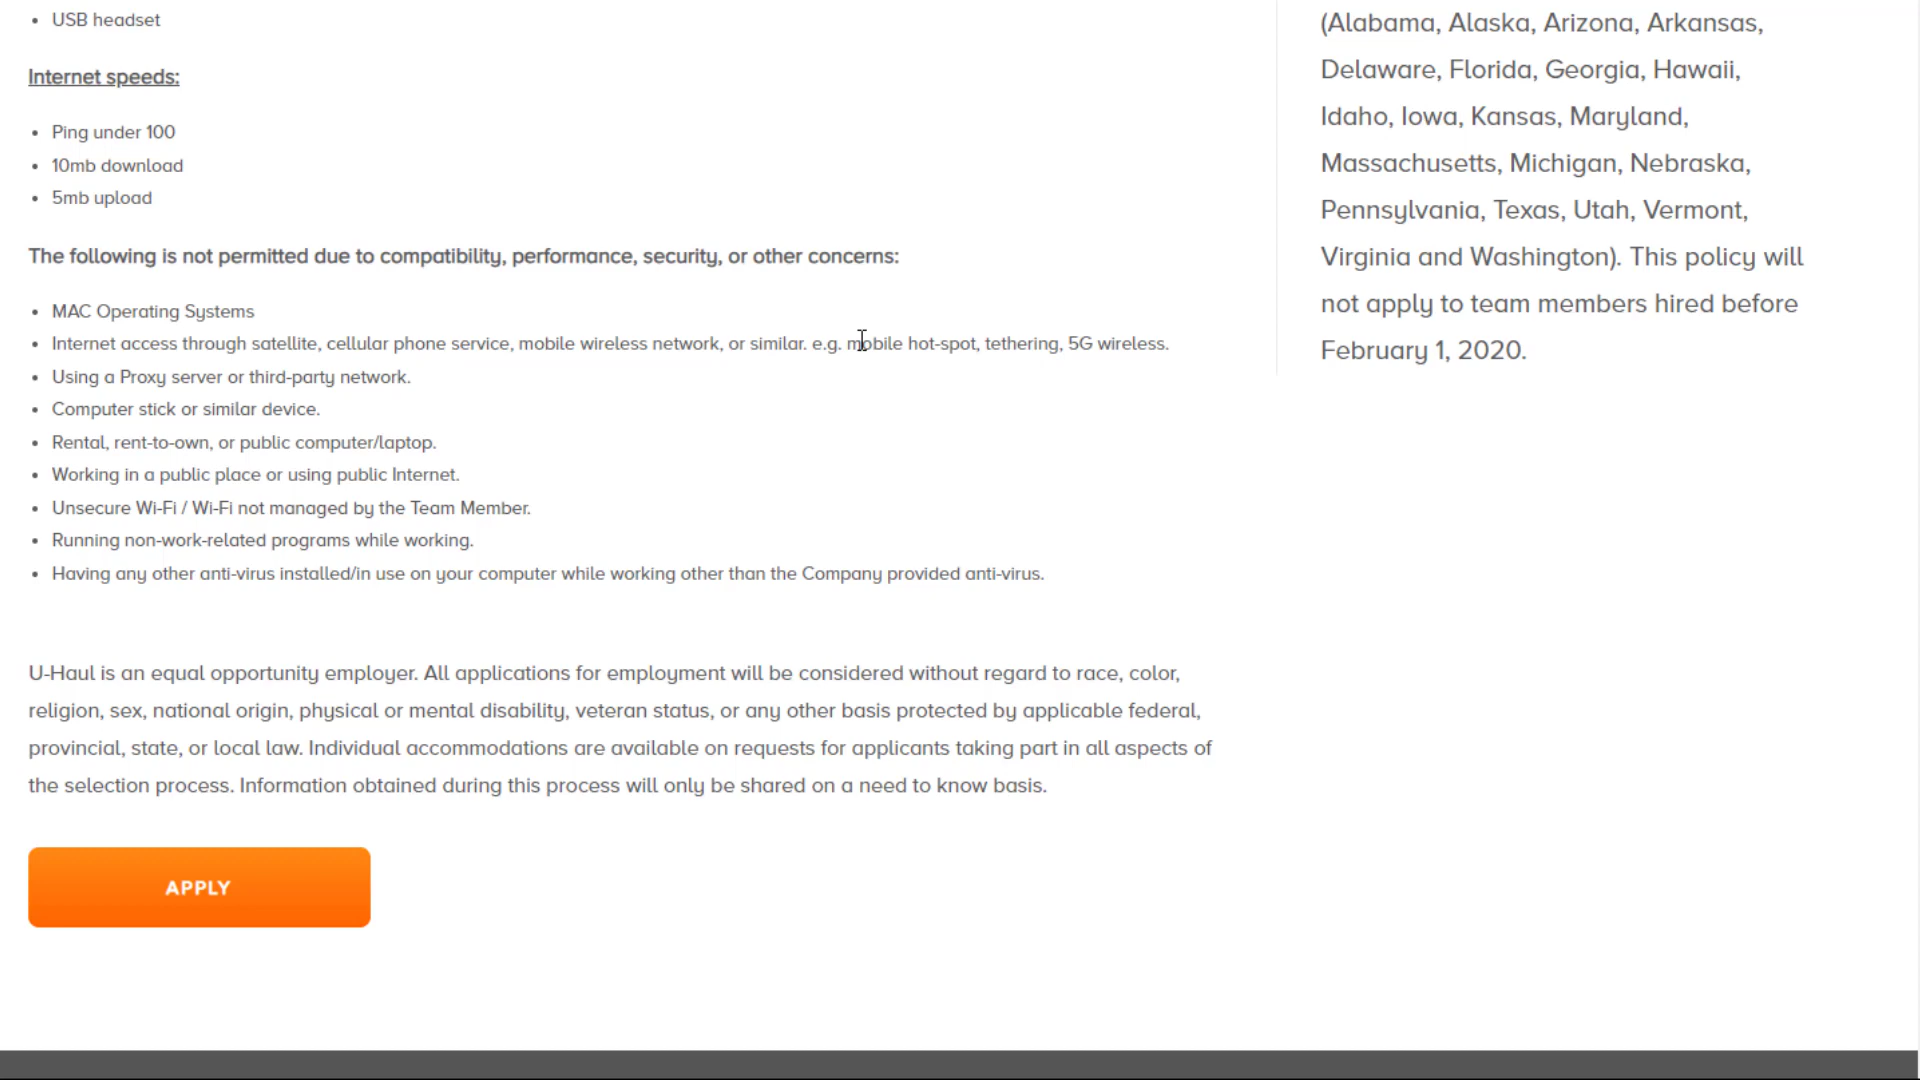 USB headset
Internet speeds:
Ping under 100
10mb download
5mb upload
The following is not permitted due to compatibility, performance, security, or other concerns:
MAC Operating Systems
Internet access through satellite, cellular phone service, mobile wireless network, or similar. e.g. mobile hot-spot, tethering, 5G wireless.
Using a Proxy server or third-party network.
Computer stick or similar device.
Rental, rent-to-own, or public computer/laptop.
Working in a public place or using public Internet.
Unsecure Wi-Fi / Wi-Fi not managed by the Team Member.
Running non-work-related programs while working.
Having any other anti-virus installed/in use on your computer while working other than the Company provided anti-virus.
U-Haul is an equal opportunity employer. All applications for employment will be considered without regard to race, color,
religion, sex, national origin, physical or mental disability, veteran status, or any other basis protected by applicable federal,
provincial, state, or local law. Individual accommodations are available on requests for applicants taking part in all aspects of
the selection process. Information obtained during this process will only be shared on a need to know basis.
APPLY
(Alabama, Alaska, Arizona, Arkansas,
Delaware, Florida, Georgia, Hawaii,
Idaho, Iowa, Kansas, Maryland,
Massachusetts, Michigan, Nebraska,
Pennsylvania, Texas, Utah, Vermont,
Virginia and Washington). This policy will
not apply to team members hired before
February 1, 2020.